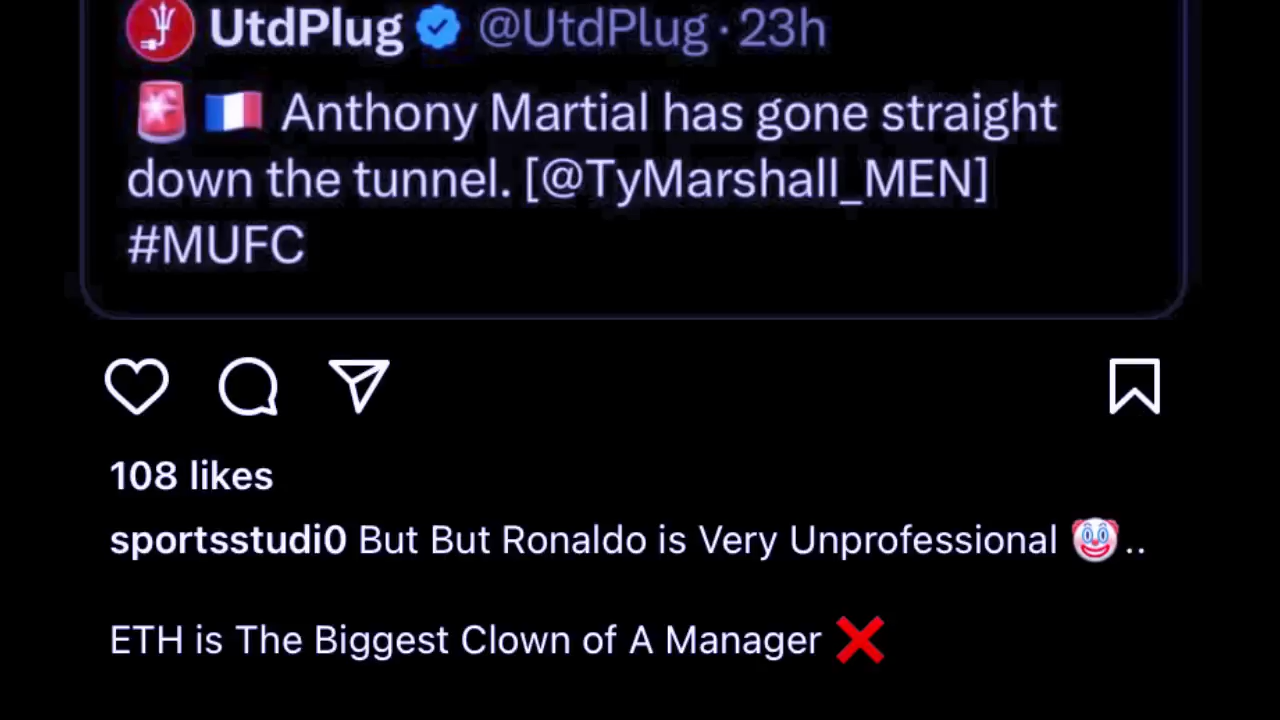 UtdPlug @UtdPlug · 23h
🚨 🇫🇷 Anthony Martial has gone straight
down the tunnel. [@TyMarshall_MEN]
#MUFC
108 likes
sportsstudi0 But But Ronaldo is Very Unprofessional 🤡..
ETH is The Biggest Clown of A Manager ❌